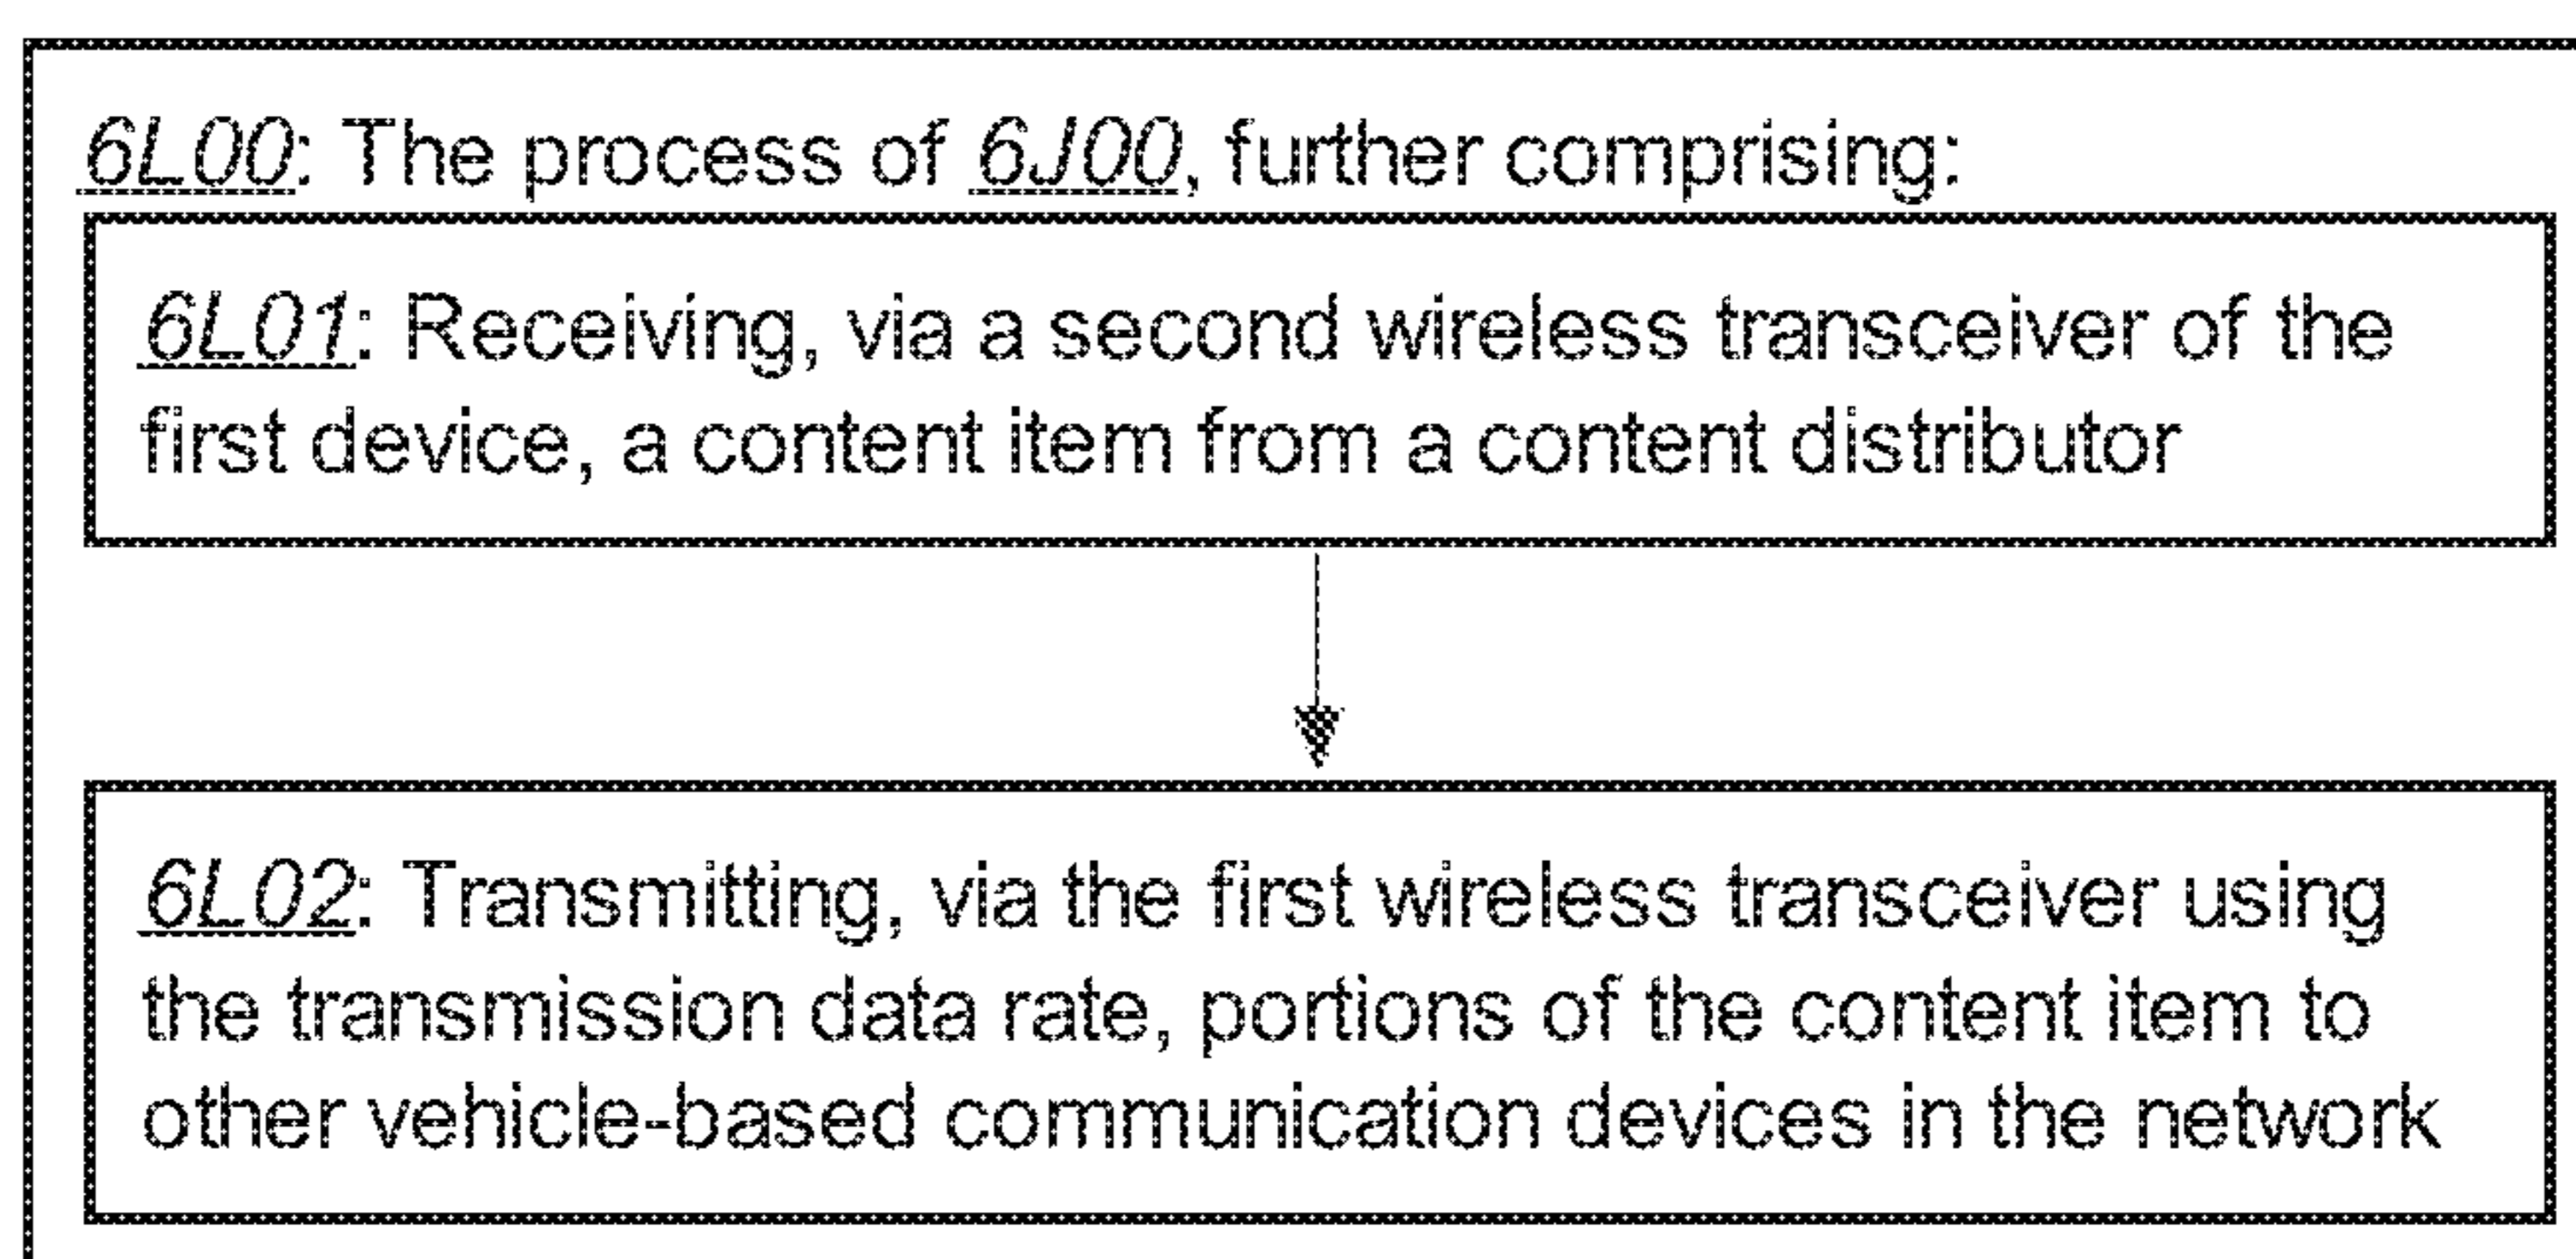 6L00: The process of 6J00, further comprising:
6L01: Receiving, via a second wireless transceiver of the
first device, a content item from a content distributor
6L02: Transmitting, via the first wireless transceiver using
the transmission data rate, portions of the content item to
other vehicle-based communication devices in the network